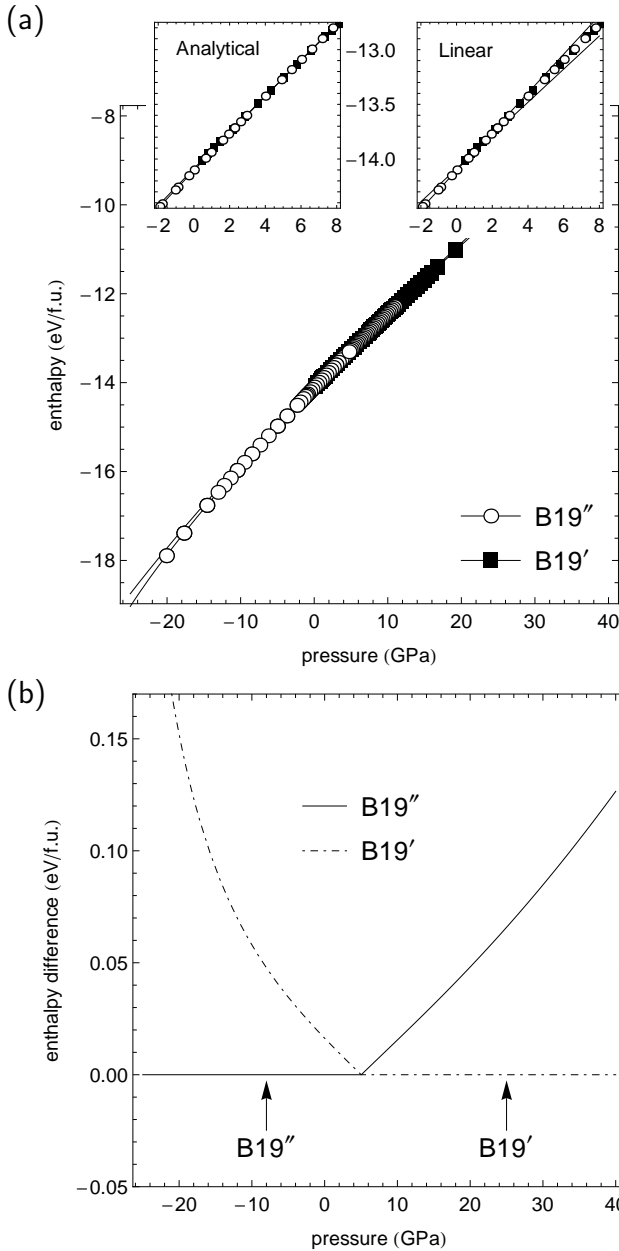 (a)
Analytical
Linear
−13.0
−13.5
−14.0
−2 0 2 4 6 8
−2 0 2 4 6 8
−8
−10
−12
−14
−16
−18
enthalpy (eV/f.u.)
B19″
B19′
−20 −10 0 10 20 30 40
pressure (GPa)
(b)
0.15
0.10
0.05
0.00
−0.05
enthalpy difference (eV/f.u.)
B19″
B19′
B19″
B19′
−20 −10 0 10 20 30 40
pressure (GPa)